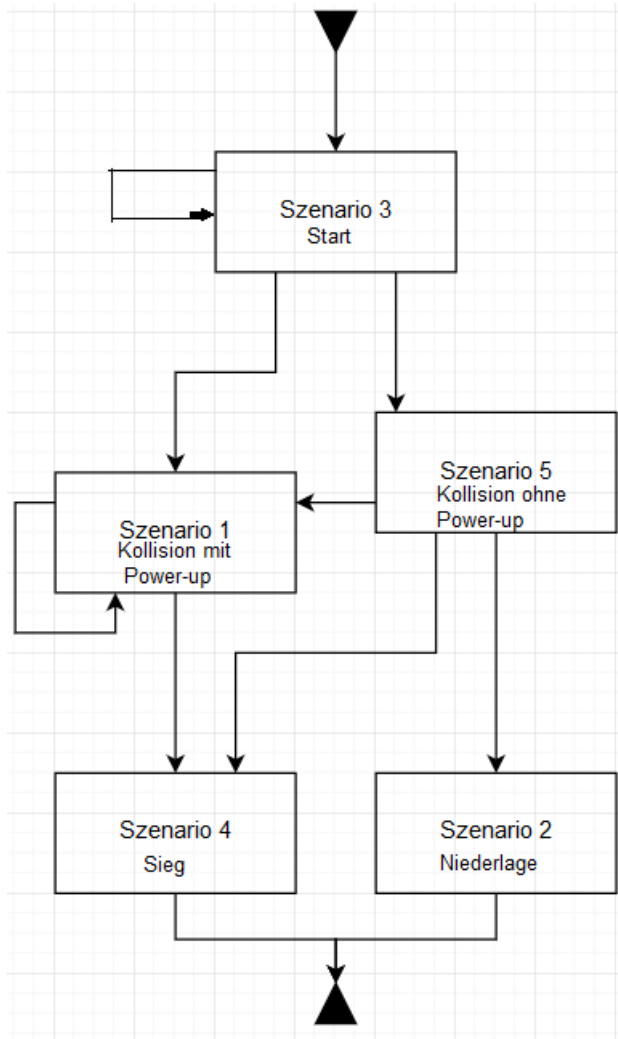 Szenario 3
Start
Szenario 5
Kollision ohne
Power-up
Szenario 1
Kollision mit
Power-up
Szenario 4
Sieg
Szenario 2
Niederlage